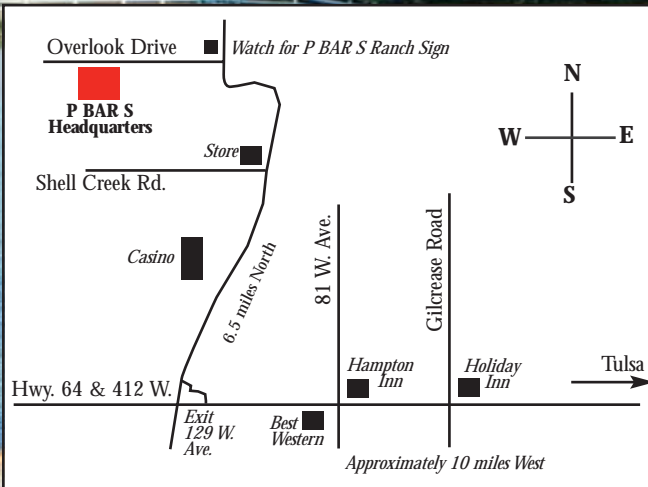 Overlook Drive
Watch for P BAR S Ranch Sign
P BAR S
Headquarters
N
W
E
S
Store
Shell Creek Rd.
Casino
6.5 miles North
81 W. Ave.
Gilcrease Road
Hampton
Inn
Holiday
Inn
Tulsa
Hwy. 64 & 412 W.
Exit
129 W.
Ave.
Best
Western
Approximately 10 miles West